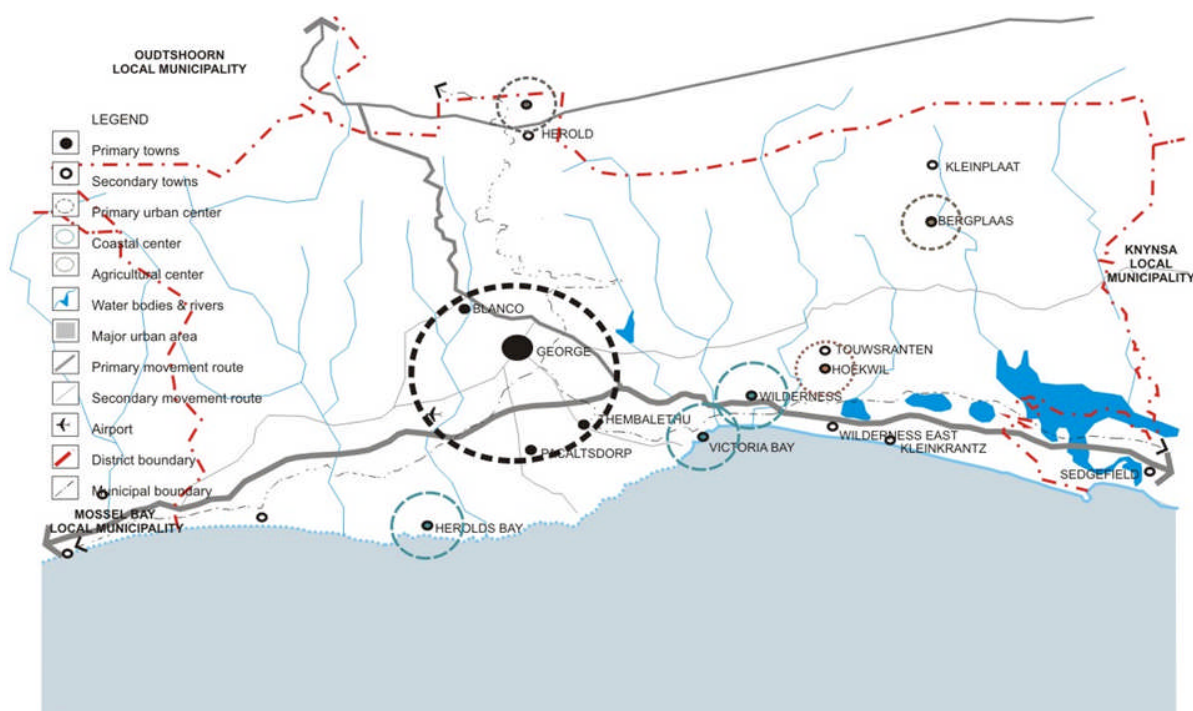 OUDTSHOORN
LOCAL MUNICIPALITY
LEGEND
Primary towns
Secondary towns
Primary urban center
Coastal center
Agricultural center
Water bodies & rivers
Major urban area
Primary movement route
Secondary movement route
Airport
District boundary
Municipal boundary
HEROLD
KLEINPLAAT
BERGPLAAS
KNYNSA
LOCAL
MUNICIPALITY
BLANCO
GEORGE
TOUWSRANTEN
HOEKWIL
WILDERNESS
THEMBALETHU
VICTORIA BAY
WILDERNESS EAST
KLEINKRANTZ
PACALTSDORP
SEDGEFIELD
MOSSEL BAY
LOCAL MUNICIPALITY
HEROLDS BAY